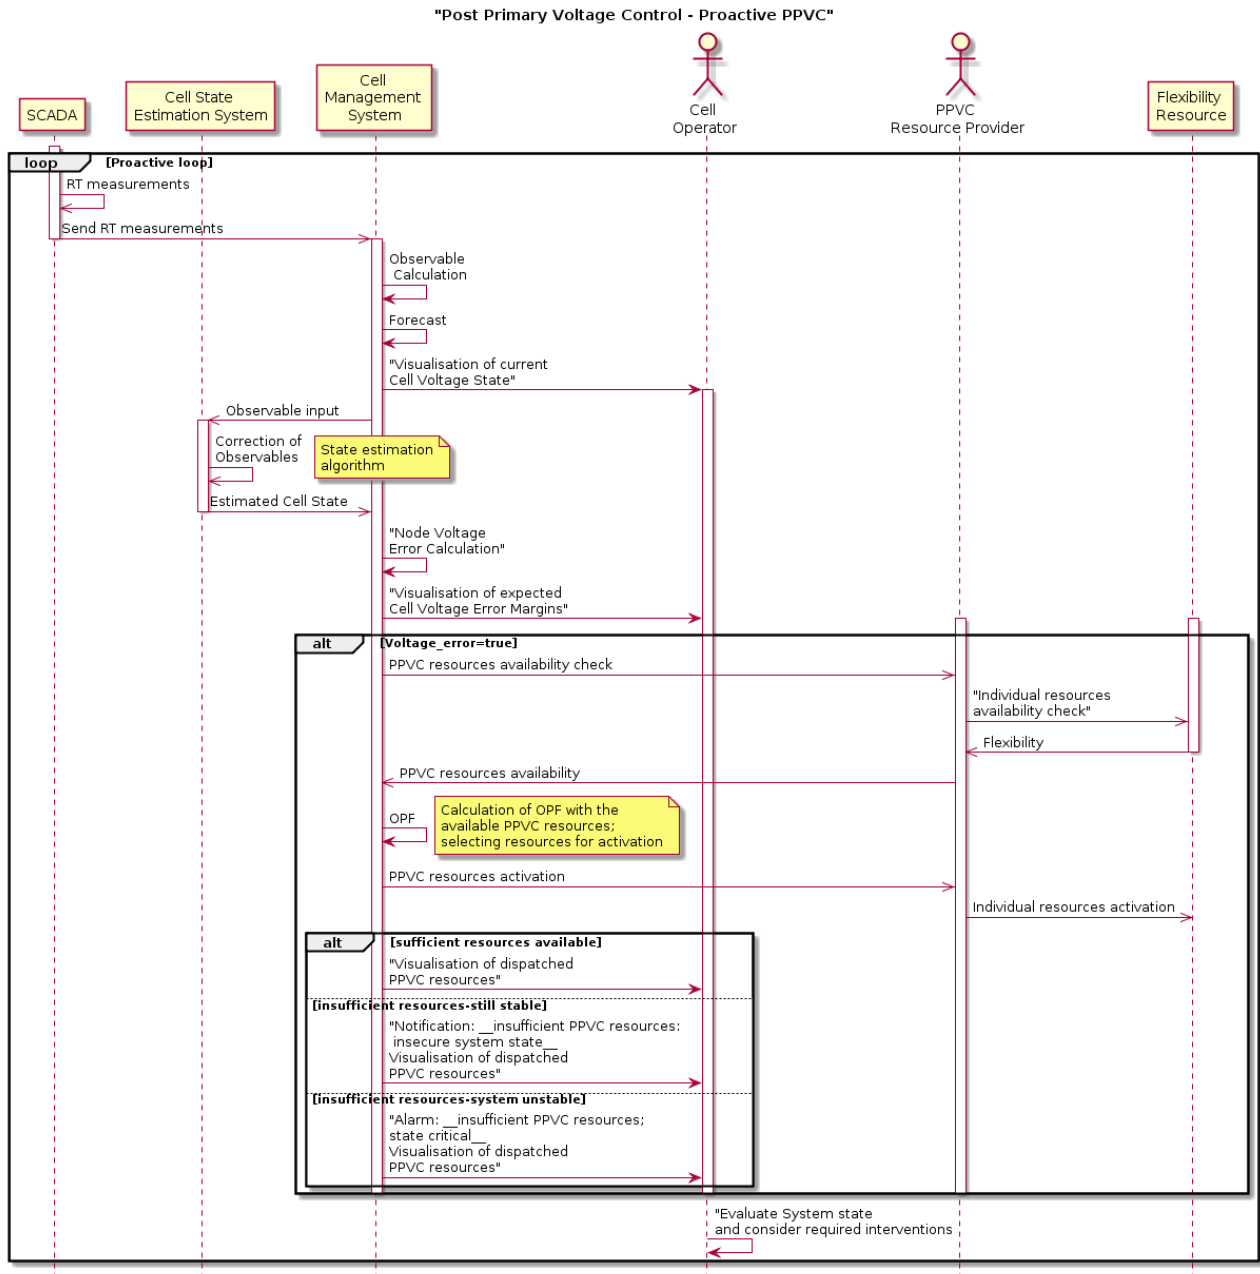 "Post Primary Voltage Control - Proactive PPVC"
SCADA
Cell State
Estimation System
Cell
Management
System
Cell
Operator
PPVC
Resource Provider
Flexibility
Resource
loop
[Proactive loop]
RT measurements
Send RT measurements
Observable
Calculation
Forecast
"Visualisation of current
Cell Voltage State"
Observable input
Correction of
Observables
State estimation
algorithm
Estimated Cell State
"Node Voltage
Error Calculation"
"Visualisation of expected
Cell Voltage Error Margins"
alt
[Voltage_error=true]
PPVC resources availability check
"Individual resources
availability check"
Flexibility
PPVC resources availability
OPF
Calculation of OPF with the
available PPVC resources;
selecting resources for activation
PPVC resources activation
Individual resources activation
alt
[sufficient resources available]
"Visualisation of dispatched
PPVC resources"
[insufficient resources-still stable]
"Notification: __insufficient PPVC resources:
insecure system state__
Visualisation of dispatched
PPVC resources"
[insufficient resources-system unstable]
"Alarm: __insufficient PPVC resources;
state critical__
Visualisation of dispatched
PPVC resources"
"Evaluate System state
and consider required interventions